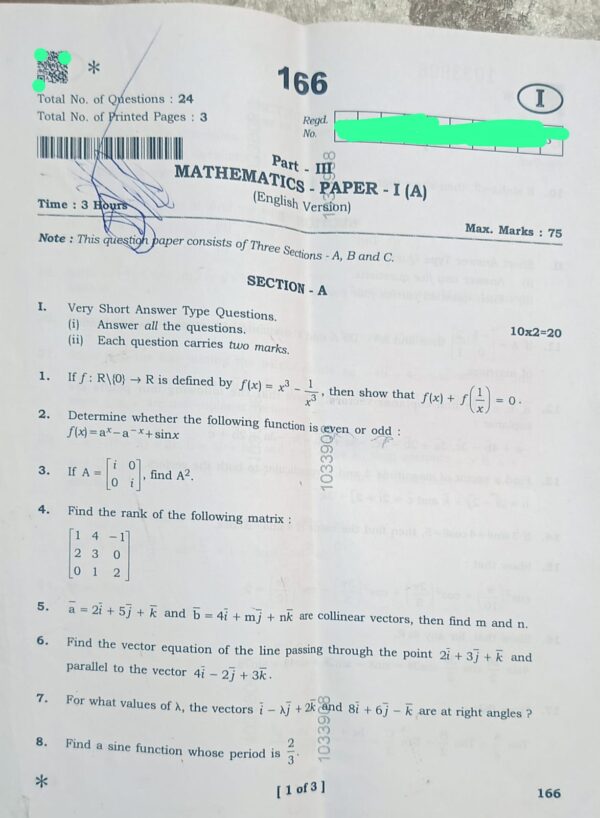 *
166
I
Total No. of Questions : 24
Total No. of Printed Pages : 3
Regd.
No.
Part - III
MATHEMATICS - PAPER - I (A)
(English Version)
Time : 3 Hours
Max. Marks : 75
Note : This question paper consists of Three Sections - A, B and C.
SECTION - A
I. Very Short Answer Type Questions. 10x2=20
(i) Answer all the questions.
(ii) Each question carries two marks.
1. If f : R\{0} → R is defined by f(x) = x³ − 1/x³, then show that f(x) + f(1/x) = 0.
2. Determine whether the following function is even or odd :
f(x)=aˣ−a⁻ˣ+sinx
3. If A = [i 0
0 i], find A².
4. Find the rank of the following matrix :
[1 4 −1
2 3 0
0 1 2]
5. a̅ = 2i̅ + 5j̅ + k̅ and b̅ = 4i̅ + mj̅ + nk̅ are collinear vectors, then find m and n.
6. Find the vector equation of the line passing through the point 2i̅ + 3j̅ + k̅ and
parallel to the vector 4i̅ − 2j̅ + 3k̅.
7. For what values of λ, the vectors i̅ − λj̅ + 2k̅ and 8i̅ + 6j̅ − k̅ are at right angles ?
8. Find a sine function whose period is 2/3.
*
[ 1 of 3 ]
166
1033908
1033908
1033908